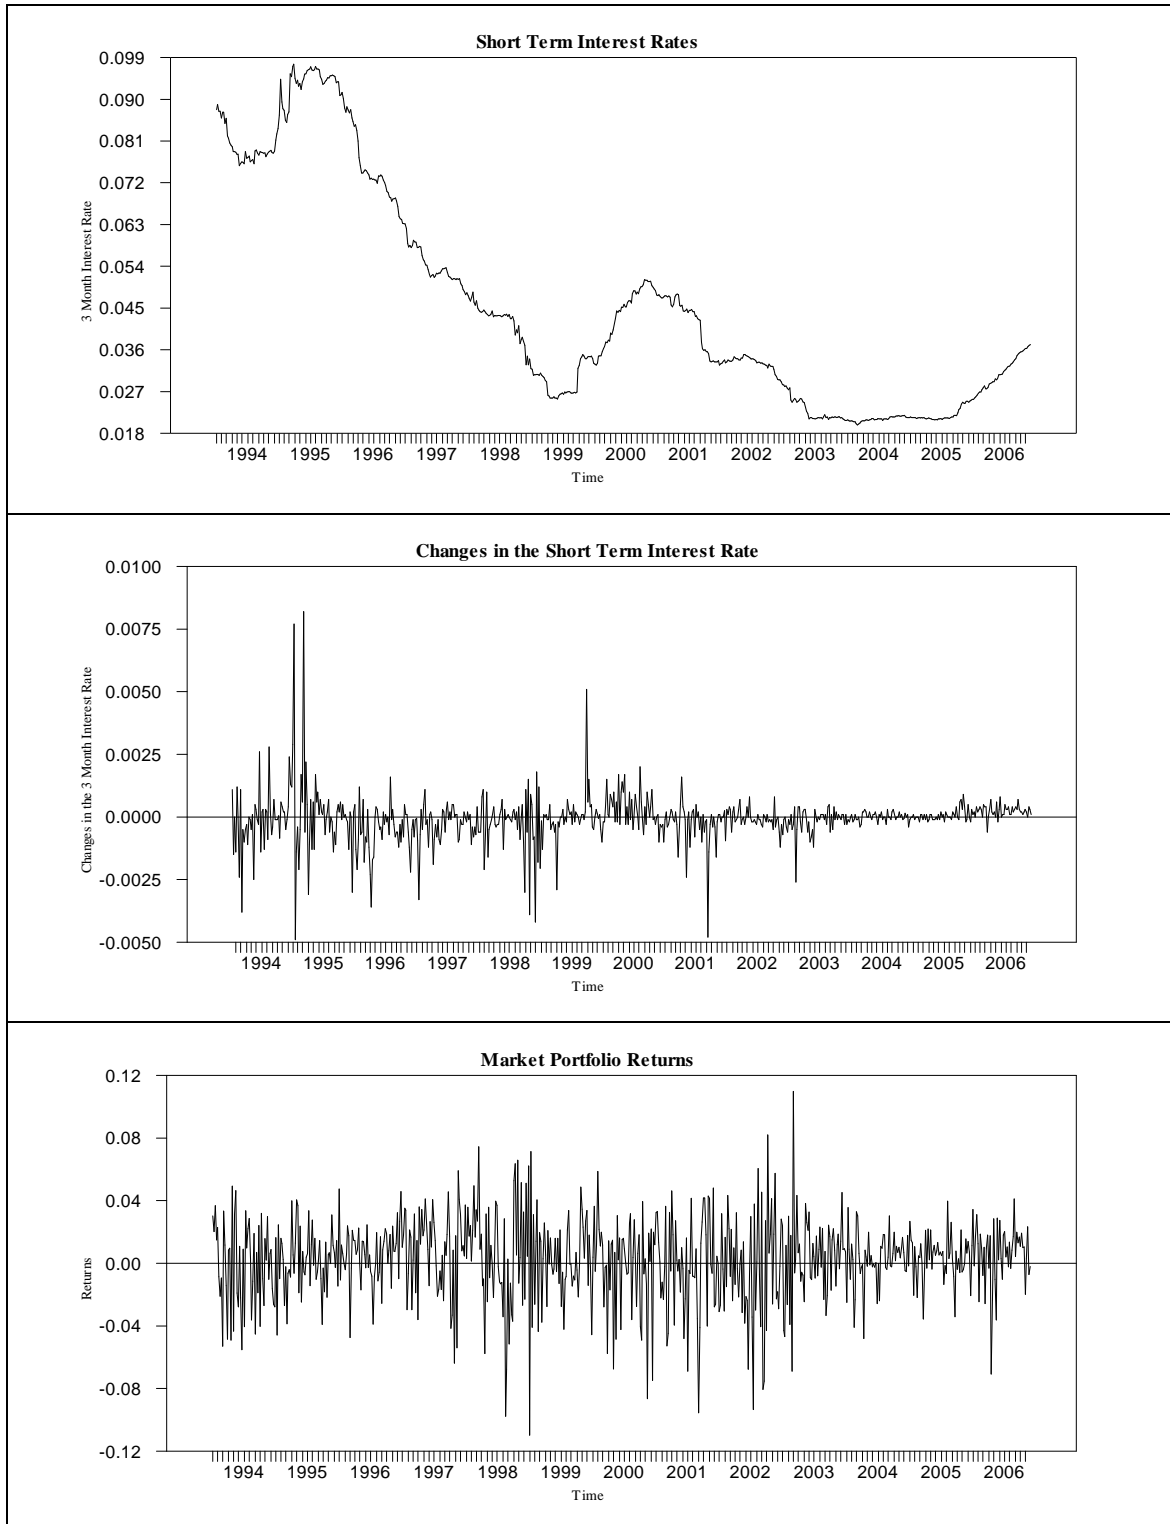 Short Term Interest Rates
3 Month Interest Rate
0.099
0.090
0.081
0.072
0.063
0.054
0.045
0.036
0.027
0.018
1994 1995 1996 1997 1998 1999 2000 2001 2002 2003 2004 2005 2006
Time
Changes in the Short Term Interest Rate
Changes in the 3 Month Interest Rate
0.0100
0.0075
0.0050
0.0025
0.0000
-0.0025
-0.0050
1994 1995 1996 1997 1998 1999 2000 2001 2002 2003 2004 2005 2006
Time
Market Portfolio Returns
Returns
0.12
0.08
0.04
0.00
-0.04
-0.08
-0.12
1994 1995 1996 1997 1998 1999 2000 2001 2002 2003 2004 2005 2006
Time